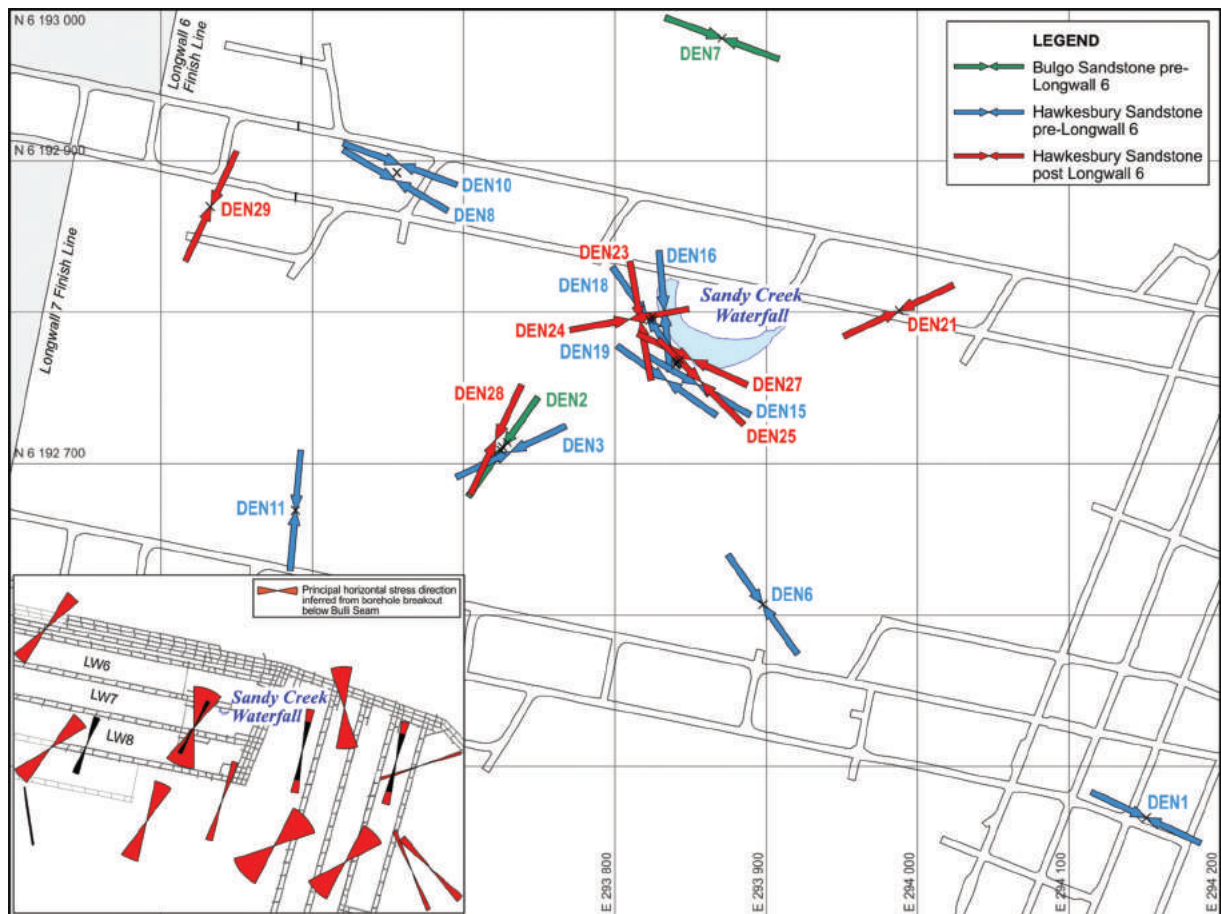 N 6 193 000
Longwall 6
Finish Line
DEN7
LEGEND
Bulgo Sandstone pre-
Longwall 6
Hawkesbury Sandstone
pre-Longwall 6
Hawkesbury Sandstone
post Longwall 6
N 6 192 900
DEN10
DEN8
DEN29
Longwall 7 Finish Line
DEN23
DEN16
DEN18
Sandy Creek
Waterfall
DEN24
DEN21
DEN19
DEN27
DEN15
DEN25
DEN28
DEN2
DEN3
N 6 192 700
DEN11
DEN6
DEN1
Principal horizontal stress direction
inferred from borehole breakout
below Bulli Seam
LW6
LW7
LW8
Sandy Creek
Waterfall
E 293 800
E 293 900
E 294 000
E 294 100
E 294 200